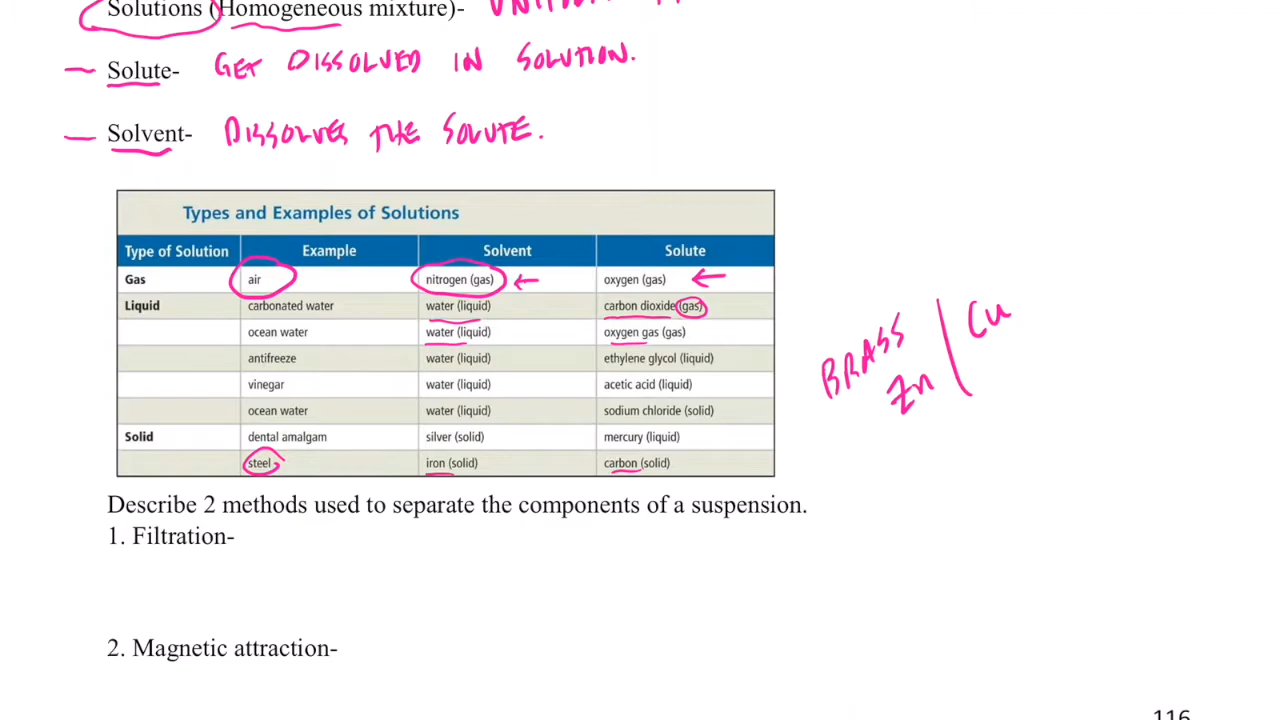 Solutions (Homogeneous mixture)-
Solute- GET DISSOLVED IN SOLUTION.
Solvent- DISSOLVES THE SOLUTE.
Types and Examples of Solutions
Type of Solution Example Solvent Solute
Gas air nitrogen (gas) oxygen (gas)
Liquid carbonated water water (liquid) carbon dioxide (gas)
ocean water water (liquid) oxygen gas (gas)
antifreeze water (liquid) ethylene glycol (liquid)
vinegar water (liquid) acetic acid (liquid)
ocean water water (liquid) sodium chloride (solid)
Solid dental amalgam silver (solid) mercury (liquid)
steel iron (solid) carbon (solid)
BRASS
Zn / Cu
Describe 2 methods used to separate the components of a suspension.
1. Filtration-
2. Magnetic attraction-
116